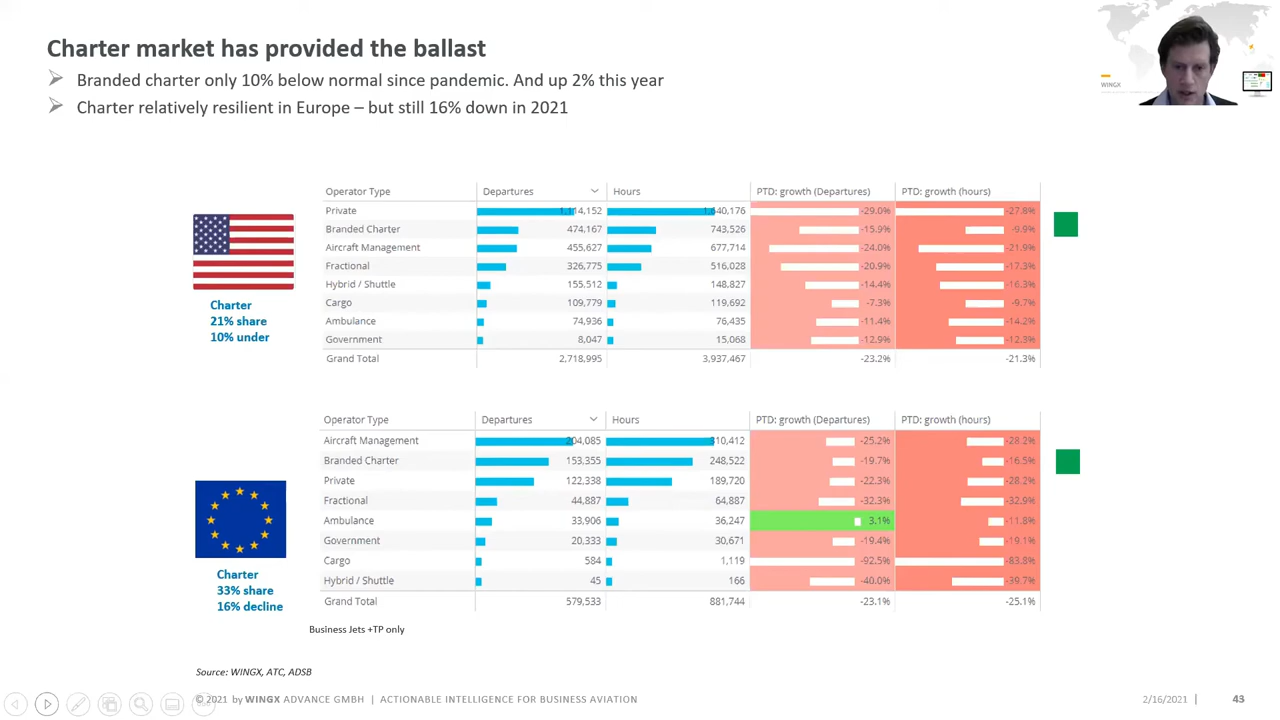 Charter market has provided the ballast
Branded charter only 10% below normal since pandemic. And up 2% this year
Charter relatively resilient in Europe – but still 16% down in 2021
WINGX
Operator Type Departures Hours PTD: growth (Departures) PTD: growth (hours)
Private 1,114,152 1,640,176 -29.0% -27.8%
Branded Charter 474,167 743,526 -15.9% -9.9%
Aircraft Management 455,627 677,714 -24.0% -21.9%
Fractional 326,775 516,028 -20.9% -17.3%
Hybrid / Shuttle 155,512 148,827 -14.4% -16.3%
Cargo 109,779 119,692 -7.3% -9.7%
Ambulance 74,936 76,435 -11.4% -14.2%
Government 8,047 15,068 -12.9% -12.3%
Grand Total 2,718,995 3,937,467 -23.2% -21.3%
Charter
21% share
10% under
Operator Type Departures Hours PTD: growth (Departures) PTD: growth (hours)
Aircraft Management 204,085 310,412 -25.2% -28.2%
Branded Charter 153,355 248,522 -19.7% -16.5%
Private 122,338 189,720 -22.3% -28.2%
Fractional 44,887 64,887 -32.3% -32.9%
Ambulance 33,906 36,247 3.1% -11.8%
Government 20,333 30,671 -19.4% -19.1%
Cargo 584 1,119 -92.5% -83.8%
Hybrid / Shuttle 45 166 -40.0% -39.7%
Grand Total 579,533 881,744 -23.1% -25.1%
Charter
33% share
16% decline
Business Jets +TP only
Source: WINGX, ATC, ADSB
© 2021 by WINGX ADVANCE GMBH | ACTIONABLE INTELLIGENCE FOR BUSINESS AVIATION 2/16/2021 | 43